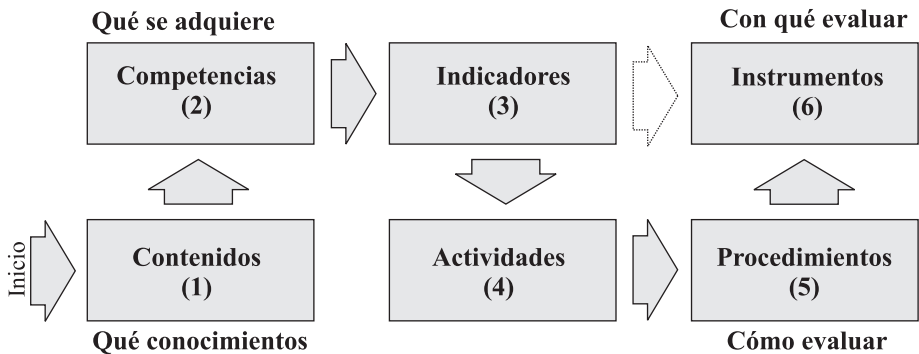 Qué se adquiere
Con qué evaluar
Competencias
(2)
Indicadores
(3)
Instrumentos
(6)
Inicio
Contenidos
(1)
Actividades
(4)
Procedimientos
(5)
Qué conocimientos
Cómo evaluar